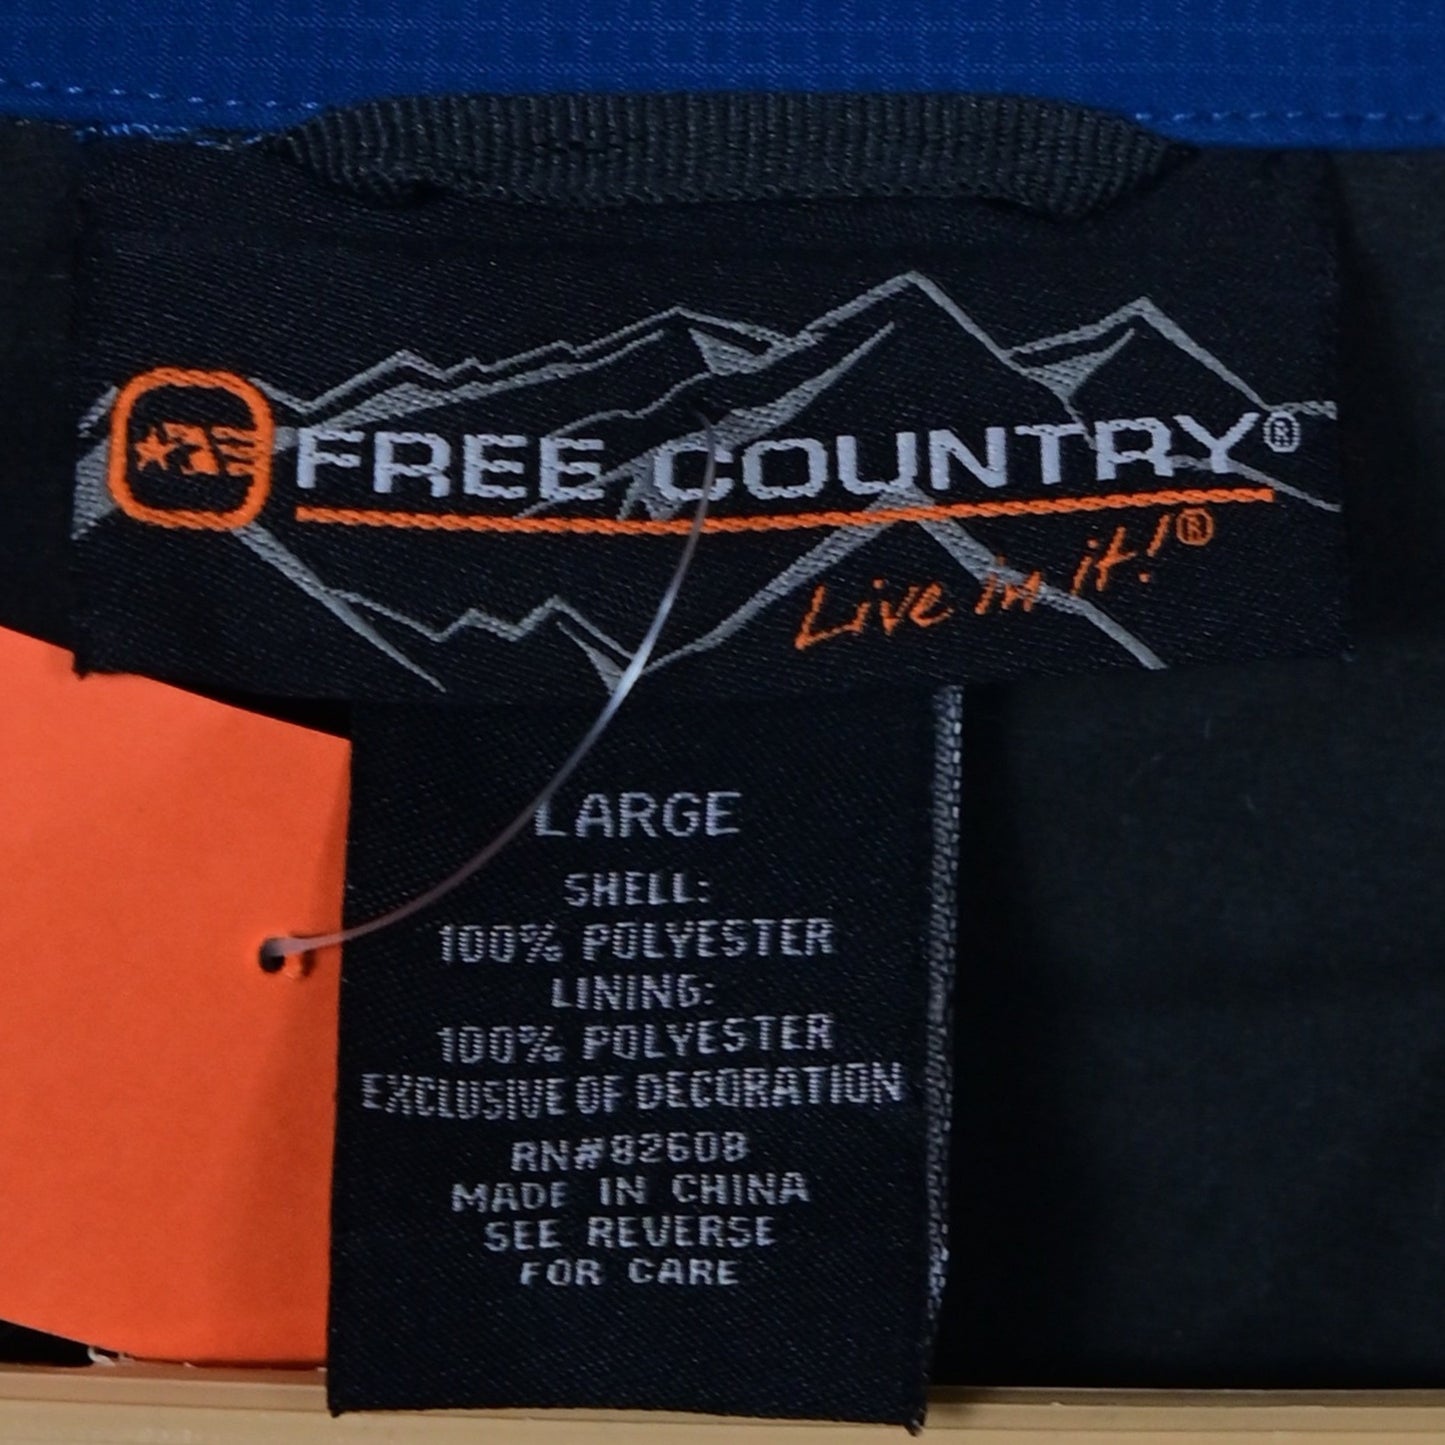 FREE COUNTRY®
Live in it!®
LARGE
SHELL:
100% POLYESTER
LINING:
100% POLYESTER
EXCLUSIVE OF DECORATION
RN#82608
MADE IN CHINA
SEE REVERSE
FOR CARE